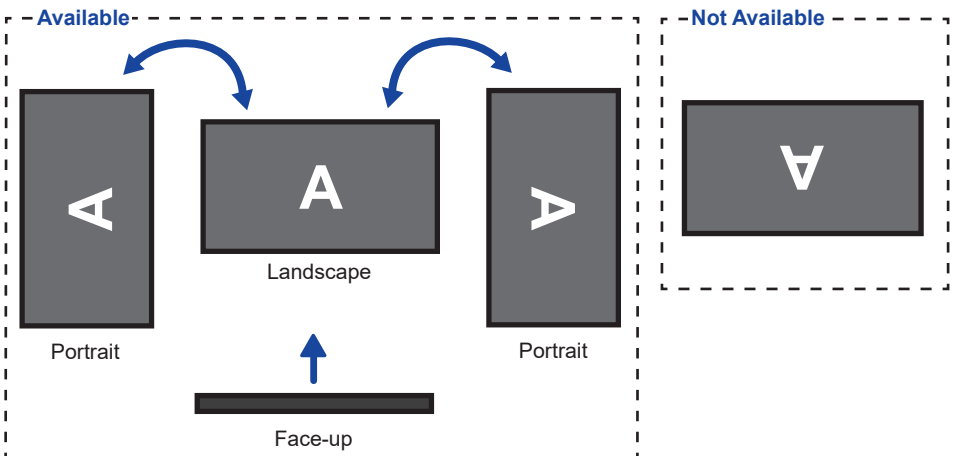 Available
Not Available
A
A
A
A
Landscape
Portrait
Portrait
Face-up